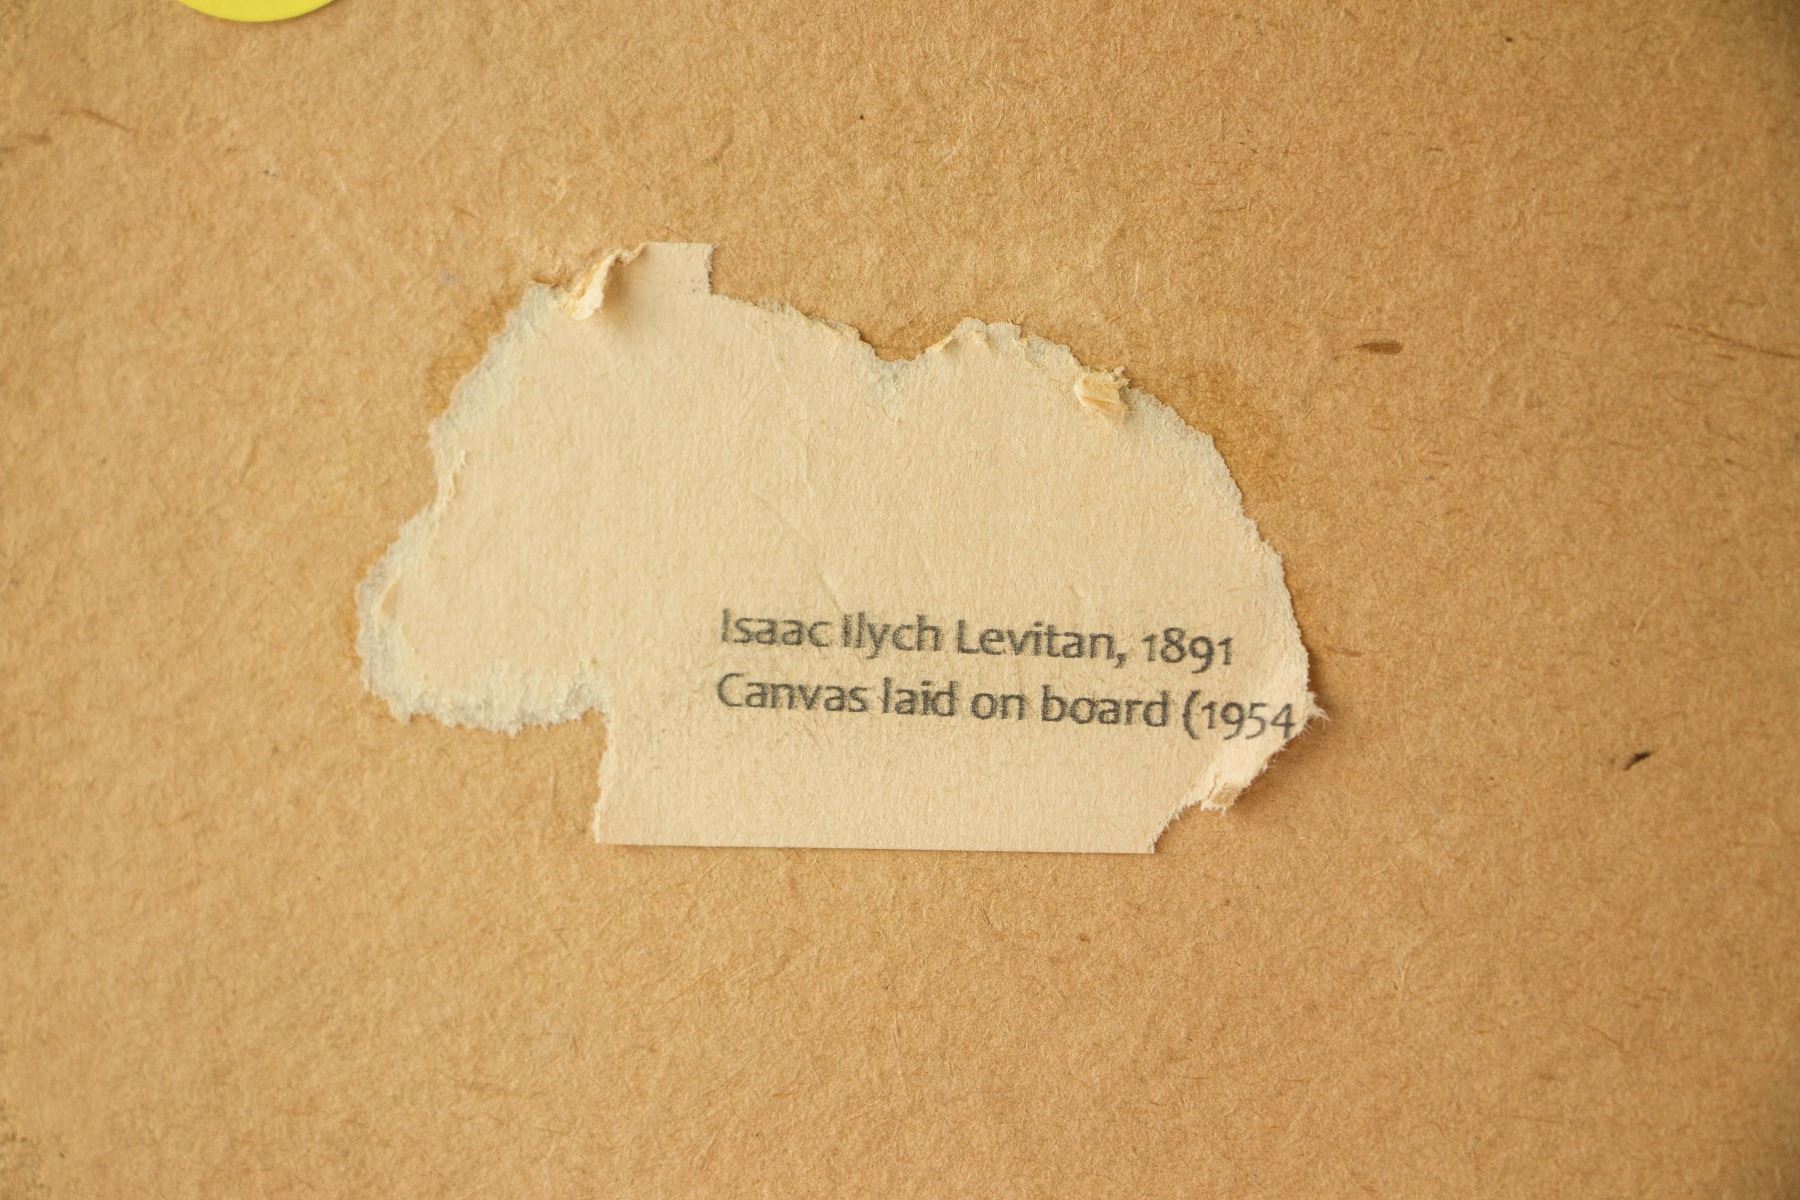 Isaac Ilych Levitan, 1891
Canvas laid on board (1954